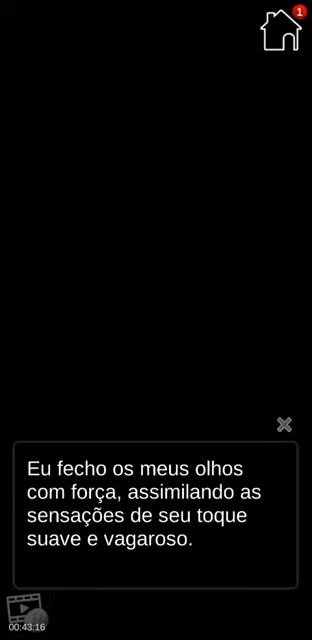 1
Eu fecho os meus olhos
com força, assimilando as
sensações de seu toque
suave e vagaroso.
00:43:16